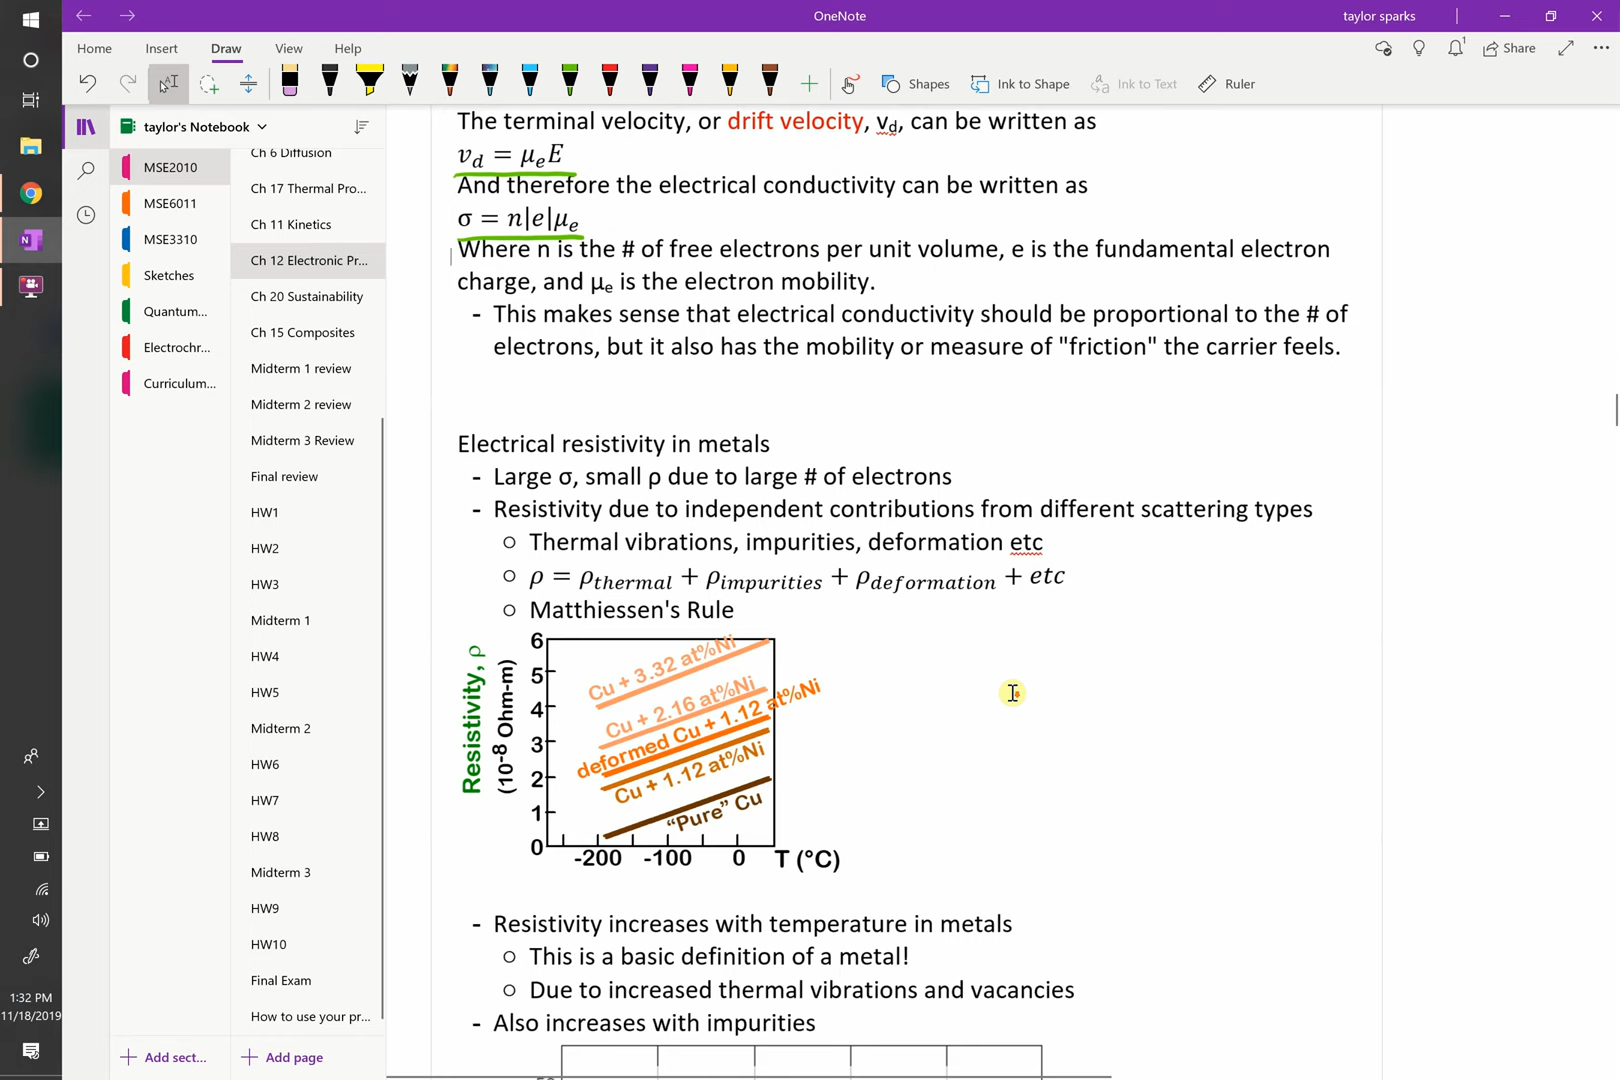 OneNote
taylor sparks
Home Insert Draw View Help
Share
Shapes Ink to Shape Ink to Text Ruler
taylor's Notebook
MSE2010
MSE6011
MSE3310
Sketches
Quantum...
Electrochr...
Curriculum...
Add sect...
Ch 6 Diffusion
Ch 17 Thermal Pro...
Ch 11 Kinetics
Ch 12 Electronic Pr...
Ch 20 Sustainability
Ch 15 Composites
Midterm 1 review
Midterm 2 review
Midterm 3 Review
Final review
HW1
HW2
HW3
Midterm 1
HW4
HW5
Midterm 2
HW6
HW7
HW8
Midterm 3
HW9
HW10
Final Exam
How to use your pr...
Add page
The terminal velocity, or drift velocity, v_d, can be written as
v_d = μ_e E
And therefore the electrical conductivity can be written as
σ = n|e|μ_e
Where n is the # of free electrons per unit volume, e is the fundamental electron
charge, and μ_e is the electron mobility.
- This makes sense that electrical conductivity should be proportional to the # of
electrons, but it also has the mobility or measure of "friction" the carrier feels.
Electrical resistivity in metals
- Large σ, small ρ due to large # of electrons
- Resistivity due to independent contributions from different scattering types
○ Thermal vibrations, impurities, deformation etc
○ ρ = ρ_thermal + ρ_impurities + ρ_deformation + etc
○ Matthiessen's Rule
Resistivity, ρ
(10⁻⁸ Ohm-m)
6
5
4
3
2
1
0
Cu + 3.32 at%Ni
Cu + 2.16 at%Ni
deformed Cu + 1.12 at%Ni
Cu + 1.12 at%Ni
“Pure” Cu
-200 -100 0 T (°C)
- Resistivity increases with temperature in metals
○ This is a basic definition of a metal!
○ Due to increased thermal vibrations and vacancies
- Also increases with impurities
1:32 PM
11/18/2019